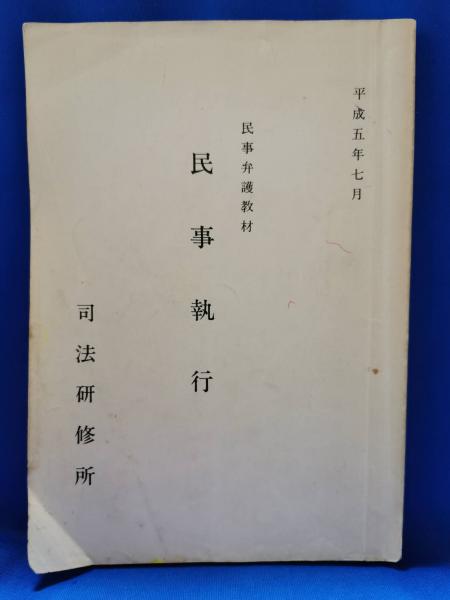 平成五年七月
民事弁護教材
民事執行
司法研修所